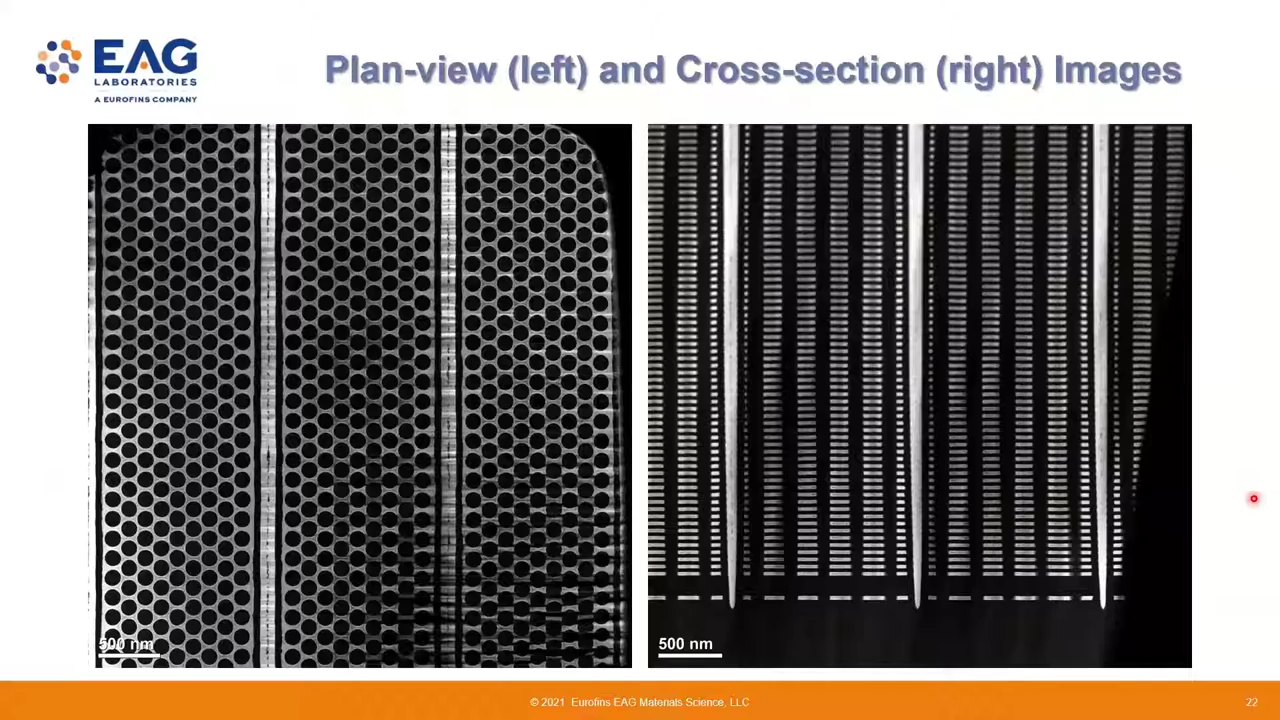 EAG
LABORATORIES
A EUROFINS COMPANY
Plan-view (left) and Cross-section (right) Images
500 nm
500 nm
© 2021 Eurofins EAG Materials Science, LLC
22